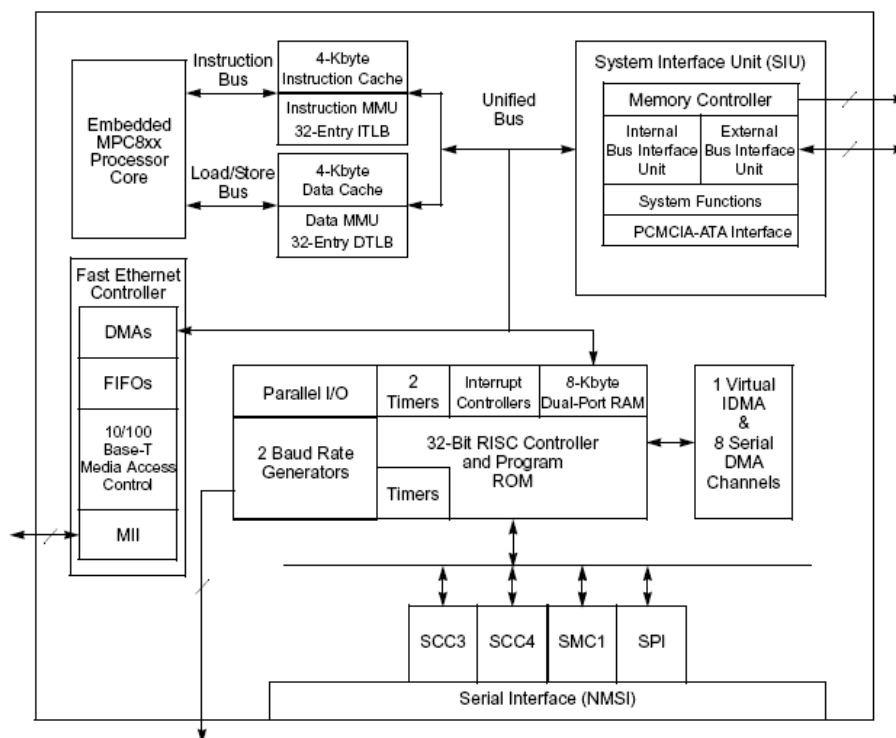 Instruction
Bus
4-Kbyte
Instruction Cache
Instruction MMU
32-Entry ITLB
Embedded
MPC8xx
Processor
Core
Load/Store
Bus
4-Kbyte
Data Cache
Data MMU
32-Entry DTLB
Unified
Bus
System Interface Unit (SIU)
Memory Controller
Internal
Bus Interface
Unit
External
Bus Interface
Unit
System Functions
PCMCIA-ATA Interface
Fast Ethernet
Controller
DMAs
FIFOs
10/100
Base-T
Media Access
Control
MII
Parallel I/O
2
Timers
Interrupt
Controllers
8-Kbyte
Dual-Port RAM
2 Baud Rate
Generators
32-Bit RISC Controller
and Program
ROM
Timers
1 Virtual
IDMA
&
8 Serial
DMA
Channels
SCC3
SCC4
SMC1
SPI
Serial Interface (NMSI)